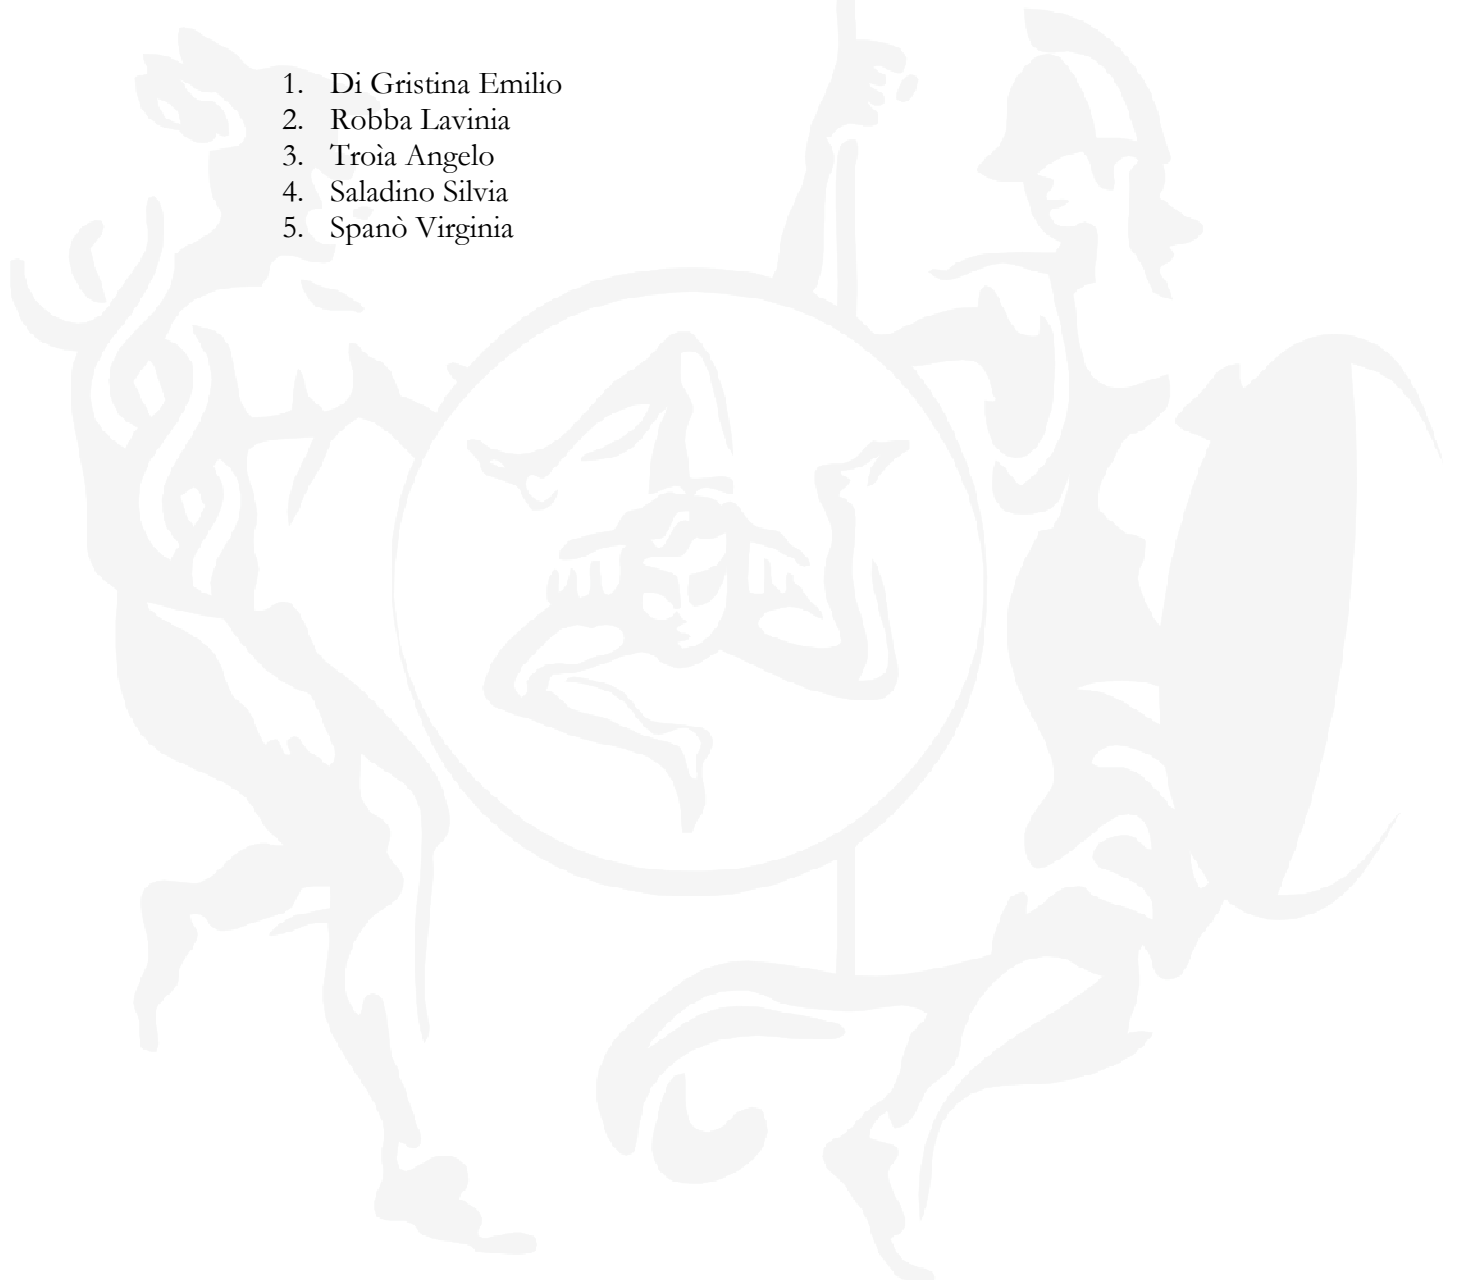 1. Di Gristina Emilio
2. Robba Lavinia
3. Troìa Angelo
4. Saladino Silvia
5. Spanò Virginia